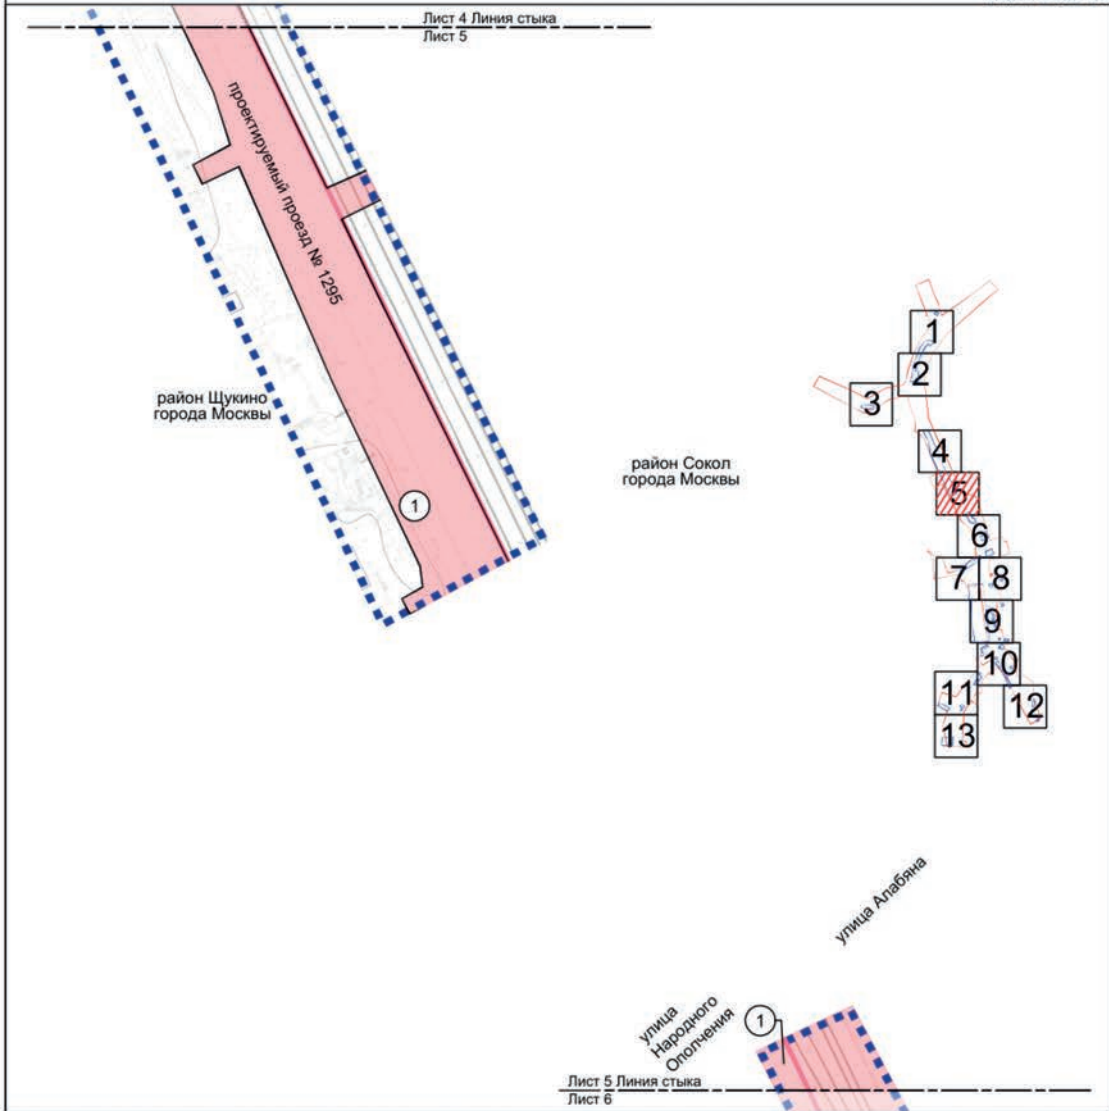 Лист 4 Линия стыка
Лист 5
проектируемый проезд № 1295
район Щукино
города Москвы
1
район Сокол
города Москвы
1
2
3
4
5
6
7
8
9
10
11
12
13
улица Алабяна
улица
Народного
Ополчения
1
Лист 5 Линия стыка
Лист 6